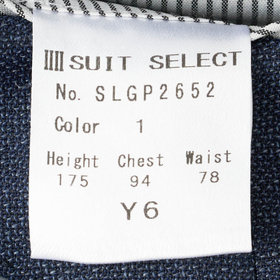 SUIT SELECT
No. SLGP2652
Color 1
Height Chest Waist
175 94 78
Y6